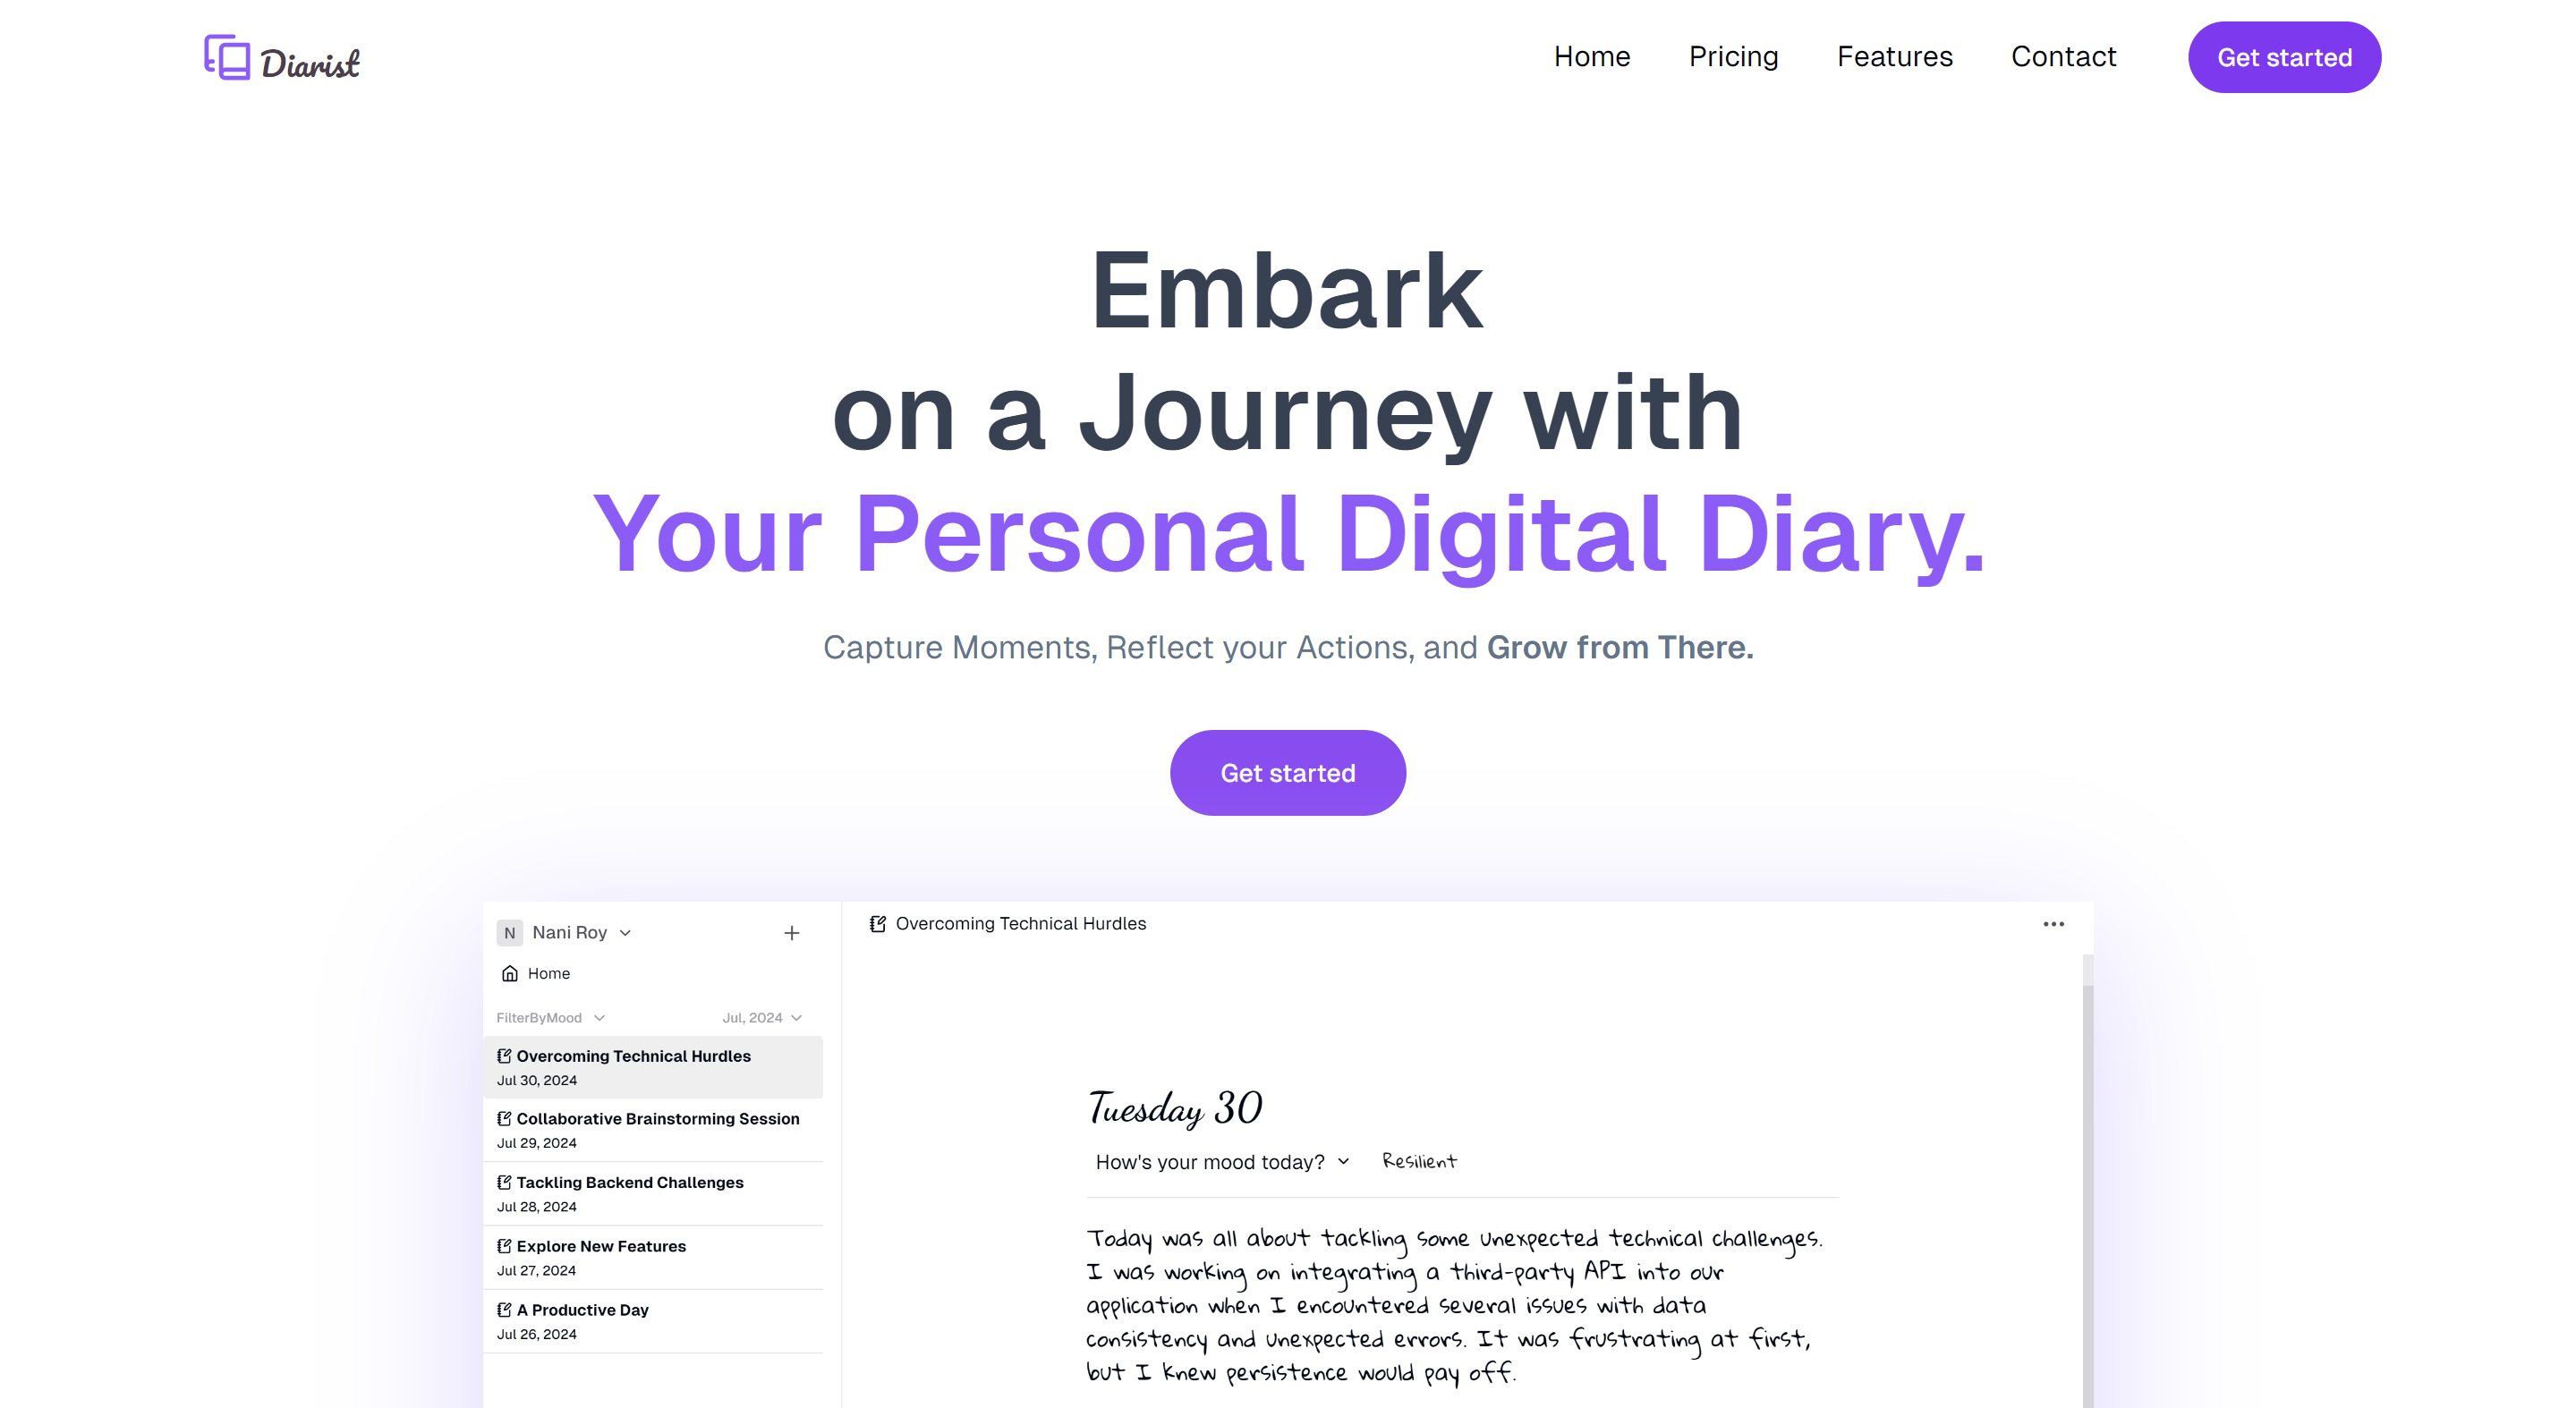 Diarist
Home Pricing Features Contact Get started
Embark
on a Journey with
Your Personal Digital Diary.
Capture Moments, Reflect your Actions, and Grow from There.
Get started
N Nani Roy
Home
FilterByMood Jul, 2024
Overcoming Technical Hurdles
Jul 30, 2024
Collaborative Brainstorming Session
Jul 29, 2024
Tackling Backend Challenges
Jul 28, 2024
Explore New Features
Jul 27, 2024
A Productive Day
Jul 26, 2024
Overcoming Technical Hurdles
Tuesday 30
How's your mood today? Resilient
Today was all about tackling some unexpected technical challenges.
I was working on integrating a third-party API into our
application when I encountered several issues with data
consistency and unexpected errors. It was frustrating at first,
but I knew persistence would pay off.